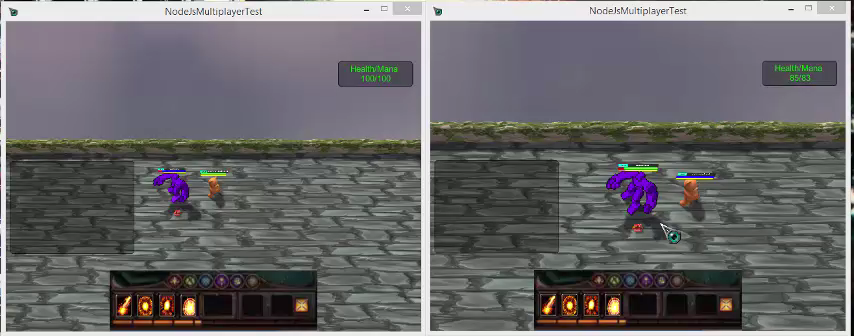 NodeJsMultiplayerTest
Health/Mana
100/100
NodeJsMultiplayerTest
Health/Mana
85/83